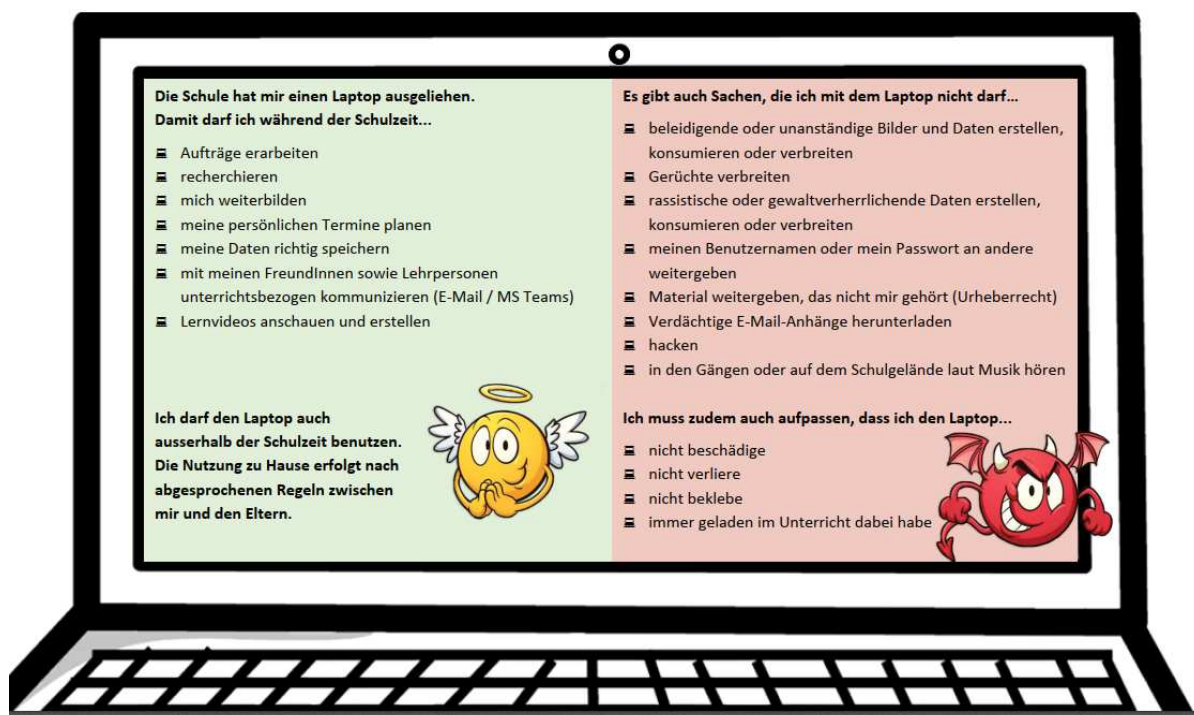 Die Schule hat mir einen Laptop ausgeliehen.
Damit darf ich während der Schulzeit...
Aufträge erarbeiten
recherchieren
mich weiterbilden
meine persönlichen Termine planen
meine Daten richtig speichern
mit meinen FreundInnen sowie Lehrpersonen
unterrichtsbezogen kommunizieren (E-Mail / MS Teams)
Lernvideos anschauen und erstellen
Ich darf den Laptop auch
ausserhalb der Schulzeit benutzen.
Die Nutzung zu Hause erfolgt nach
abgesprochenen Regeln zwischen
mir und den Eltern.
Es gibt auch Sachen, die ich mit dem Laptop nicht darf...
beleidigende oder unanständige Bilder und Daten erstellen,
konsumieren oder verbreiten
Gerüchte verbreiten
rassistische oder gewaltverherrlichende Daten erstellen,
konsumieren oder verbreiten
meinen Benutzernamen oder mein Passwort an andere
weitergeben
Material weitergeben, das nicht mir gehört (Urheberrecht)
Verdächtige E-Mail-Anhänge herunterladen
hacken
in den Gängen oder auf dem Schulgelände laut Musik hören
Ich muss zudem auch aufpassen, dass ich den Laptop...
nicht beschädige
nicht verliere
nicht beklebe
immer geladen im Unterricht dabei habe